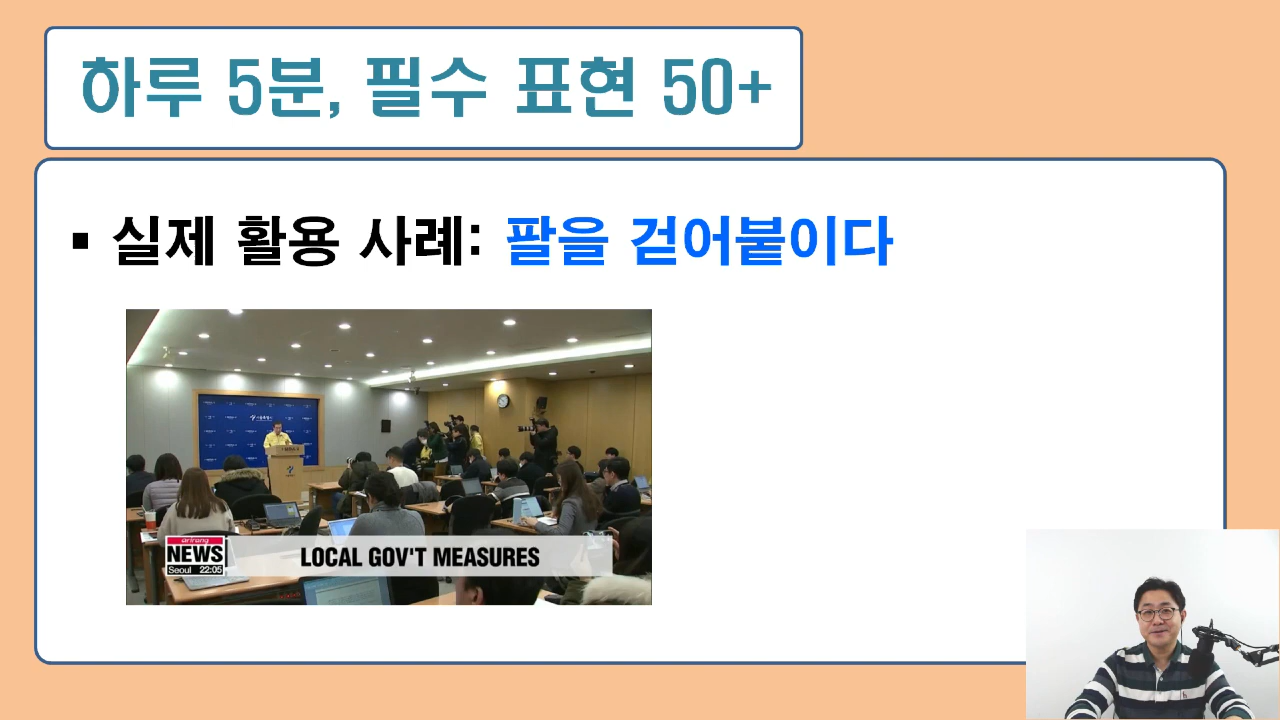 하루 5분, 필수 표현 50+
▪ 실제 활용 사례: 팔을 걷어붙이다
arirang
NEWS
Seoul 22:05
LOCAL GOV'T MEASURES